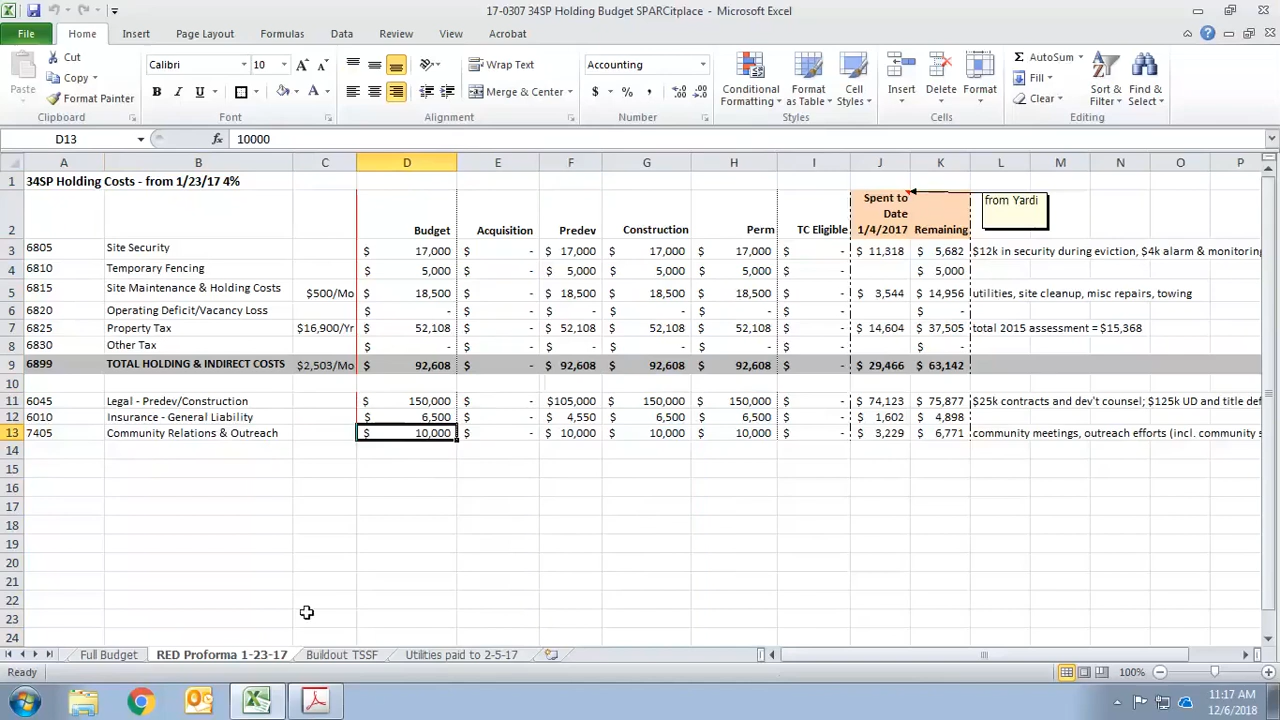 17-0307 34SP Holding Budget SPARCitplace - Microsoft Excel
File Home Insert Page Layout Formulas Data Review View Acrobat
Cut
Copy
Format Painter
Paste
Calibri 10
B I U
Wrap Text
Merge & Center
Accounting
$ % ,
Conditional Formatting
Format as Table
Cell Styles
Insert
Delete
Format
AutoSum
Fill
Clear
Sort & Filter
Find & Select
Clipboard Font Alignment Number Styles Cells Editing
D13 fx 10000
A B C D E F G H I J K L M N O P
1 34SP Holding Costs - from 1/23/17 4%
2 Budget Acquisition Predev Construction Perm TC Eligible Spent to Date 1/4/2017 Remaining from Yardi
3 6805 Site Security $ 17,000 $ - $ 17,000 $ 17,000 $ 17,000 $ - $ 11,318 $ 5,682 $12k in security during eviction, $4k alarm & monitoring
4 6810 Temporary Fencing $ 5,000 $ - $ 5,000 $ 5,000 $ 5,000 $ - $ 5,000
5 6815 Site Maintenance & Holding Costs $500/Mo $ 18,500 $ - $ 18,500 $ 18,500 $ 18,500 $ - $ 3,544 $ 14,956 utilities, site cleanup, misc repairs, towing
6 6820 Operating Deficit/Vacancy Loss $ - $ - $ - $ - $ - $ - $ -
7 6825 Property Tax $16,900/Yr $ 52,108 $ - $ 52,108 $ 52,108 $ 52,108 $ - $ 14,604 $ 37,505 total 2015 assessment = $15,368
8 6830 Other Tax $ - $ - $ - $ - $ - $ - $ -
9 6899 TOTAL HOLDING & INDIRECT COSTS $2,503/Mo $ 92,608 $ - $ 92,608 $ 92,608 $ 92,608 $ - $ 29,466 $ 63,142
10
11 6045 Legal - Predev/Construction $ 150,000 $ - $105,000 $ 150,000 $ 150,000 $ - $ 74,123 $ 75,877 $25k contracts and dev't counsel; $125k UD and title def
12 6010 Insurance - General Liability $ 6,500 $ - $ 4,550 $ 6,500 $ 6,500 $ - $ 1,602 $ 4,898
13 7405 Community Relations & Outreach $ 10,000 $ - $ 10,000 $ 10,000 $ 10,000 $ - $ 3,229 $ 6,771 community meetings, outreach efforts (incl. community s
14
15
16
17
18
19
20
21
22
23
24
Full Budget RED Proforma 1-23-17 Buildout TSSF Utilities paid to 2-5-17
Ready 100%
11:17 AM
12/6/2018